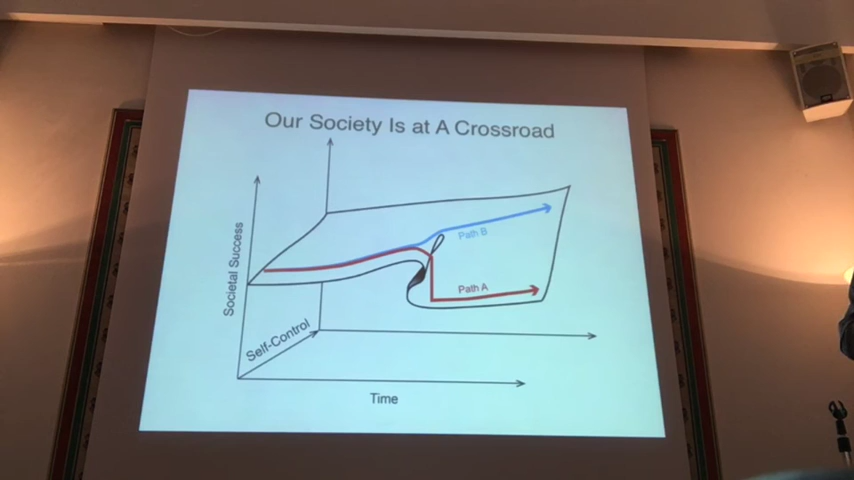 Our Society Is at A Crossroad
Societal Success
Path B
Path A
Self-Control
Time